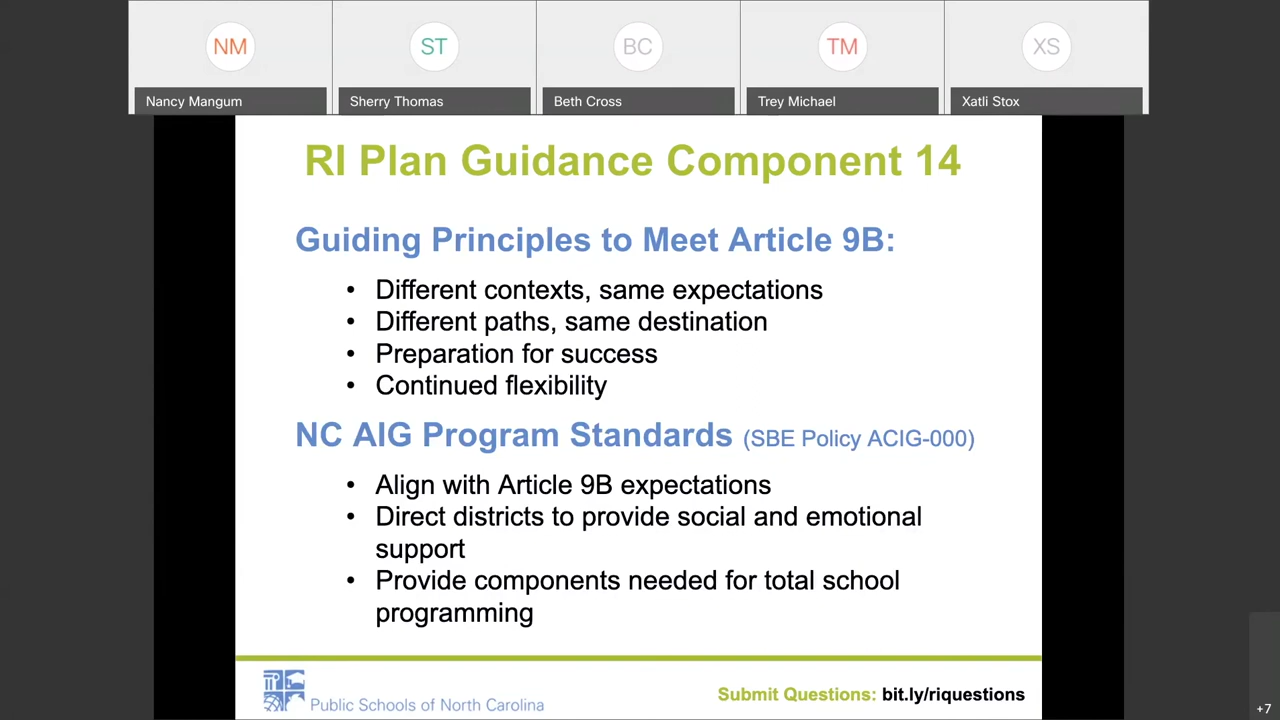 NM
ST
BC
TM
XS
Nancy Mangum
Sherry Thomas
Beth Cross
Trey Michael
Xatli Stox
RI Plan Guidance Component 14
Guiding Principles to Meet Article 9B:
• Different contexts, same expectations
• Different paths, same destination
• Preparation for success
• Continued flexibility
NC AIG Program Standards (SBE Policy ACIG-000)
• Align with Article 9B expectations
• Direct districts to provide social and emotional
support
• Provide components needed for total school
programming
Public Schools of North Carolina
Submit Questions: bit.ly/riquestions
+7